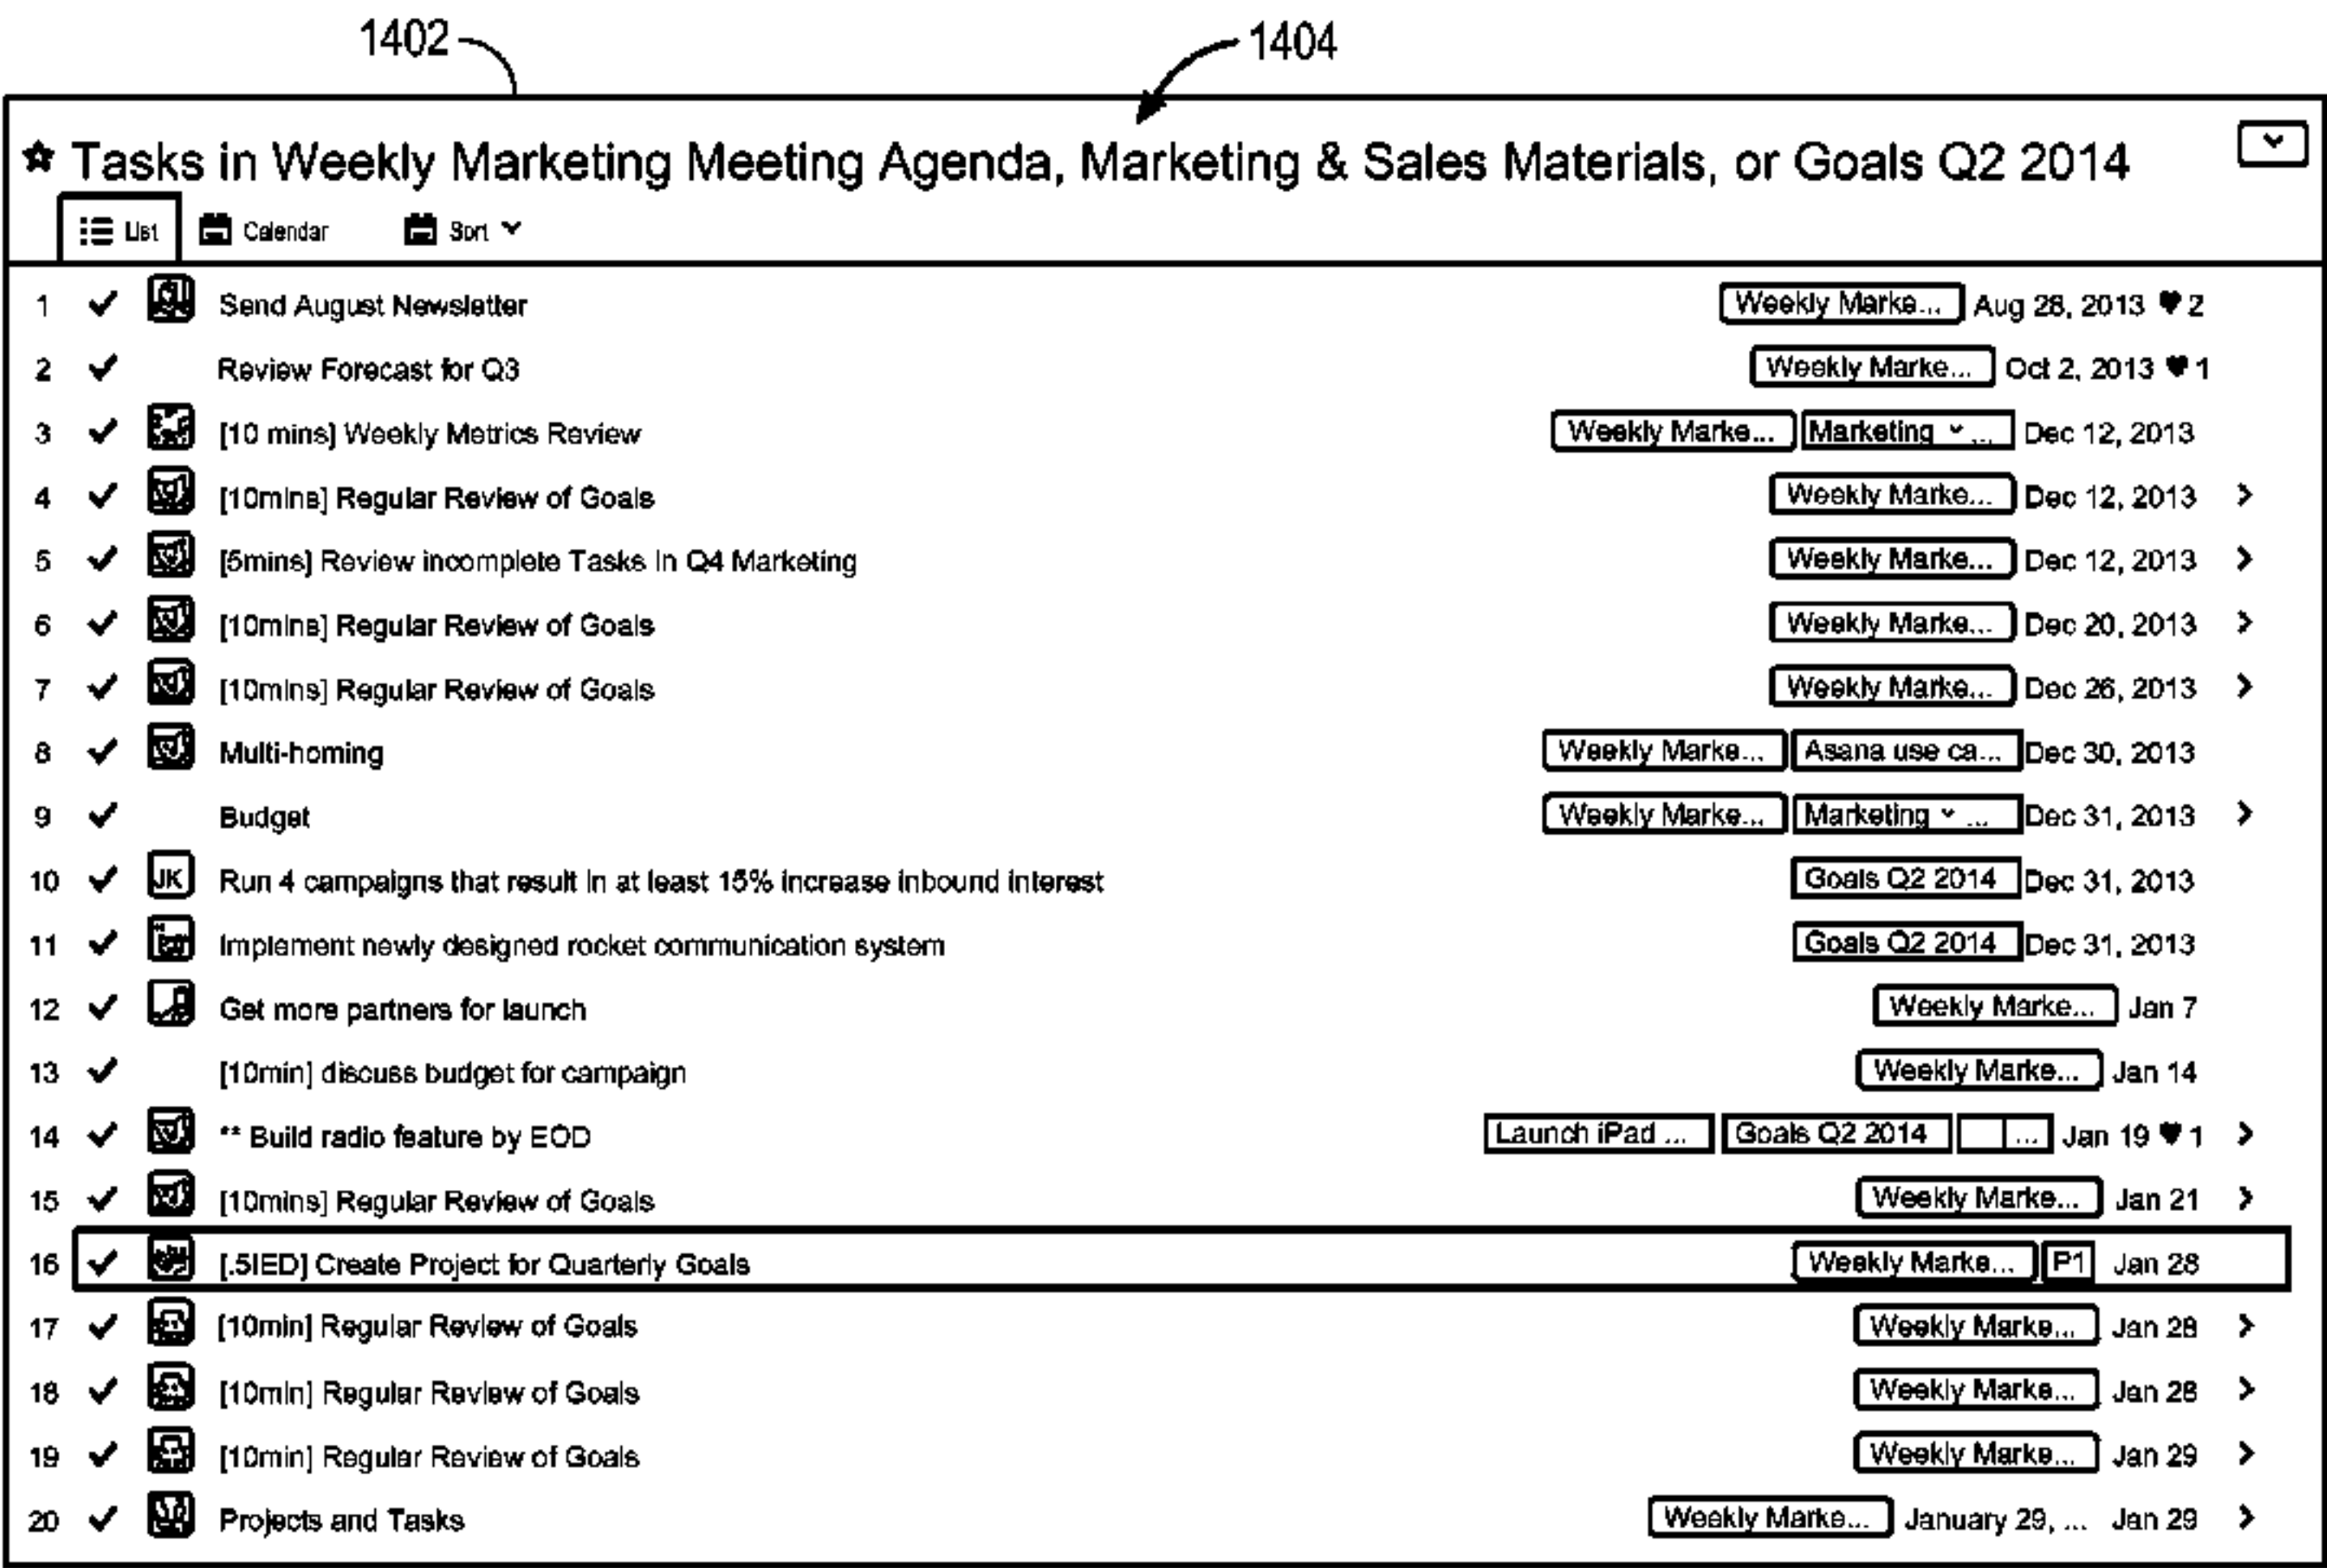 1402 1404
Tasks in Weekly Marketing Meeting Agenda, Marketing & Sales Materials, or Goals Q2 2014
List Calendar Sort
1 Send August Newsletter Weekly Marke... Aug 28, 2013 2
2 Review Forecast for Q3 Weekly Marke... Oct 2, 2013 1
3 [10 mins] Weekly Metrics Review Weekly Marke... Marketing ... Dec 12, 2013
4 [10mins] Regular Review of Goals Weekly Marke... Dec 12, 2013
5 [5mins] Review incomplete Tasks in Q4 Marketing Weekly Marke... Dec 12, 2013
6 [10mins] Regular Review of Goals Weekly Marke... Dec 20, 2013
7 [10mins] Regular Review of Goals Weekly Marke... Dec 26, 2013
8 Multi-homing Weekly Marke... Asana use ca... Dec 30, 2013
9 Budget Weekly Marke... Marketing ... Dec 31, 2013
10 JK Run 4 campaigns that result in at least 15% increase inbound interest Goals Q2 2014 Dec 31, 2013
11 Implement newly designed rocket communication system Goals Q2 2014 Dec 31, 2013
12 Get more partners for launch Weekly Marke... Jan 7
13 [10min] discuss budget for campaign Weekly Marke... Jan 14
14 ** Build radio feature by EOD Launch iPad ... Goals Q2 2014 ... Jan 19 1
15 [10mins] Regular Review of Goals Weekly Marke... Jan 21
16 [.5IED] Create Project for Quarterly Goals Weekly Marke... P1 Jan 28
17 [10min] Regular Review of Goals Weekly Marke... Jan 28
18 [10min] Regular Review of Goals Weekly Marke... Jan 28
19 [10min] Regular Review of Goals Weekly Marke... Jan 29
20 Projects and Tasks Weekly Marke... January 29, ... Jan 29